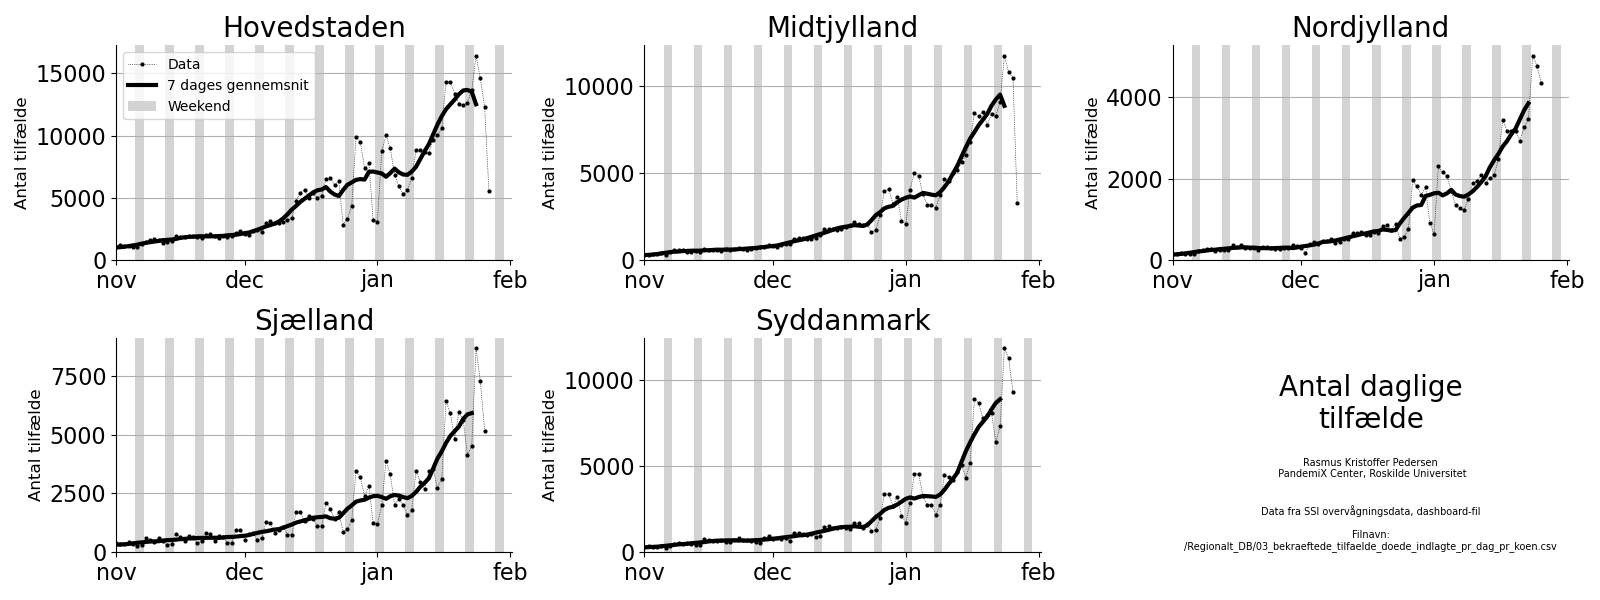 Hovedstaden
Antal tilfælde
15000
10000
5000
0
nov
dec
jan
feb
Data
7 dages gennemsnit
Weekend
Midtjylland
Antal tilfælde
10000
5000
0
nov
dec
jan
feb
Nordjylland
Antal tilfælde
4000
2000
0
nov
dec
jan
feb
Sjælland
Antal tilfælde
7500
5000
2500
0
nov
dec
jan
feb
Syddanmark
Antal tilfælde
10000
5000
0
nov
dec
jan
feb
Antal daglige
tilfælde
Rasmus Kristoffer Pedersen
PandemiX Center, Roskilde Universitet
Data fra SSI overvågningsdata, dashboard-fil
Filnavn:
/Regionalt_DB/03_bekraeftede_tilfaelde_doede_indlagte_pr_dag_pr_koen.csv